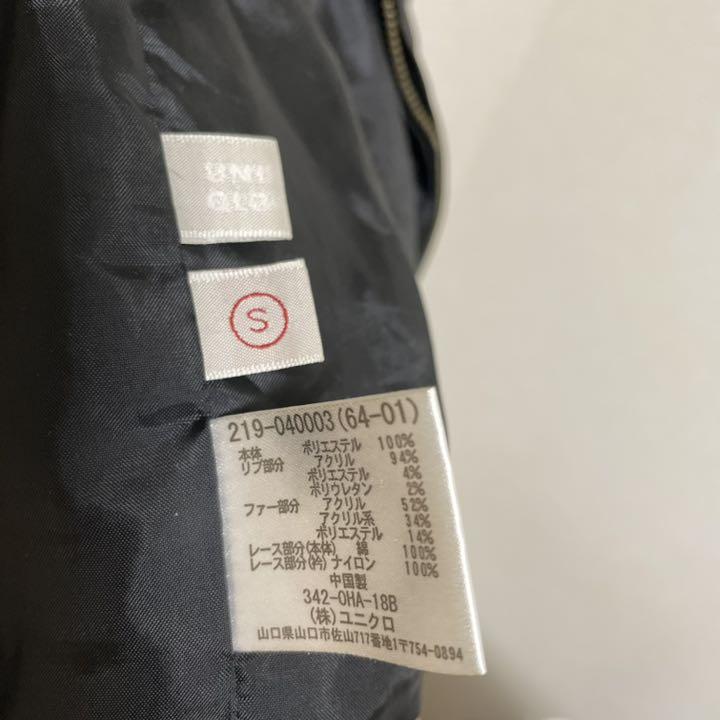 UNI
QLO
S
219-040003(64-01)
本体 ポリエステル 100%
リブ部分 アクリル 94%
ポリエステル 4%
ポリウレタン 2%
ファー部分 アクリル 52%
アクリル系 34%
ポリエステル 14%
レース部分(本体) 綿 100%
レース部分(衿) ナイロン 100%
中国製
342-OHA-18B
(株)ユニクロ
山口県山口市佐山717番1〒754-0894